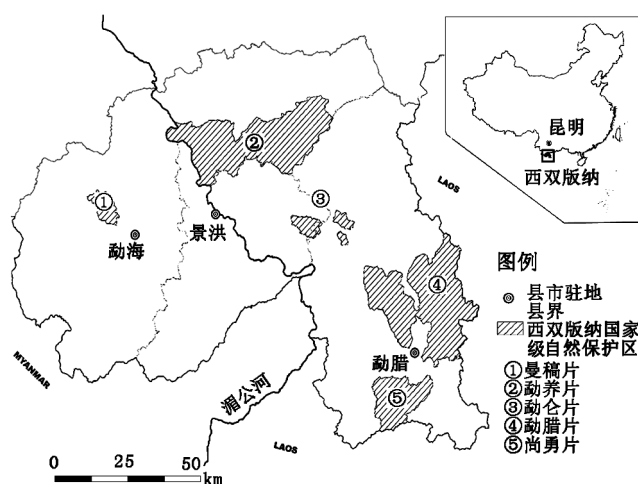 昆明
西双版纳
LAOS
②
①
③
景洪
勐海
④
图例
县市驻地
县界
西双版纳国家
级自然保护区
①曼稿片
②勐养片
③勐仑片
④勐腊片
⑤尚勇片
勐腊
⑤
MYANMAR
湄公河
LAOS
0 25 50
km